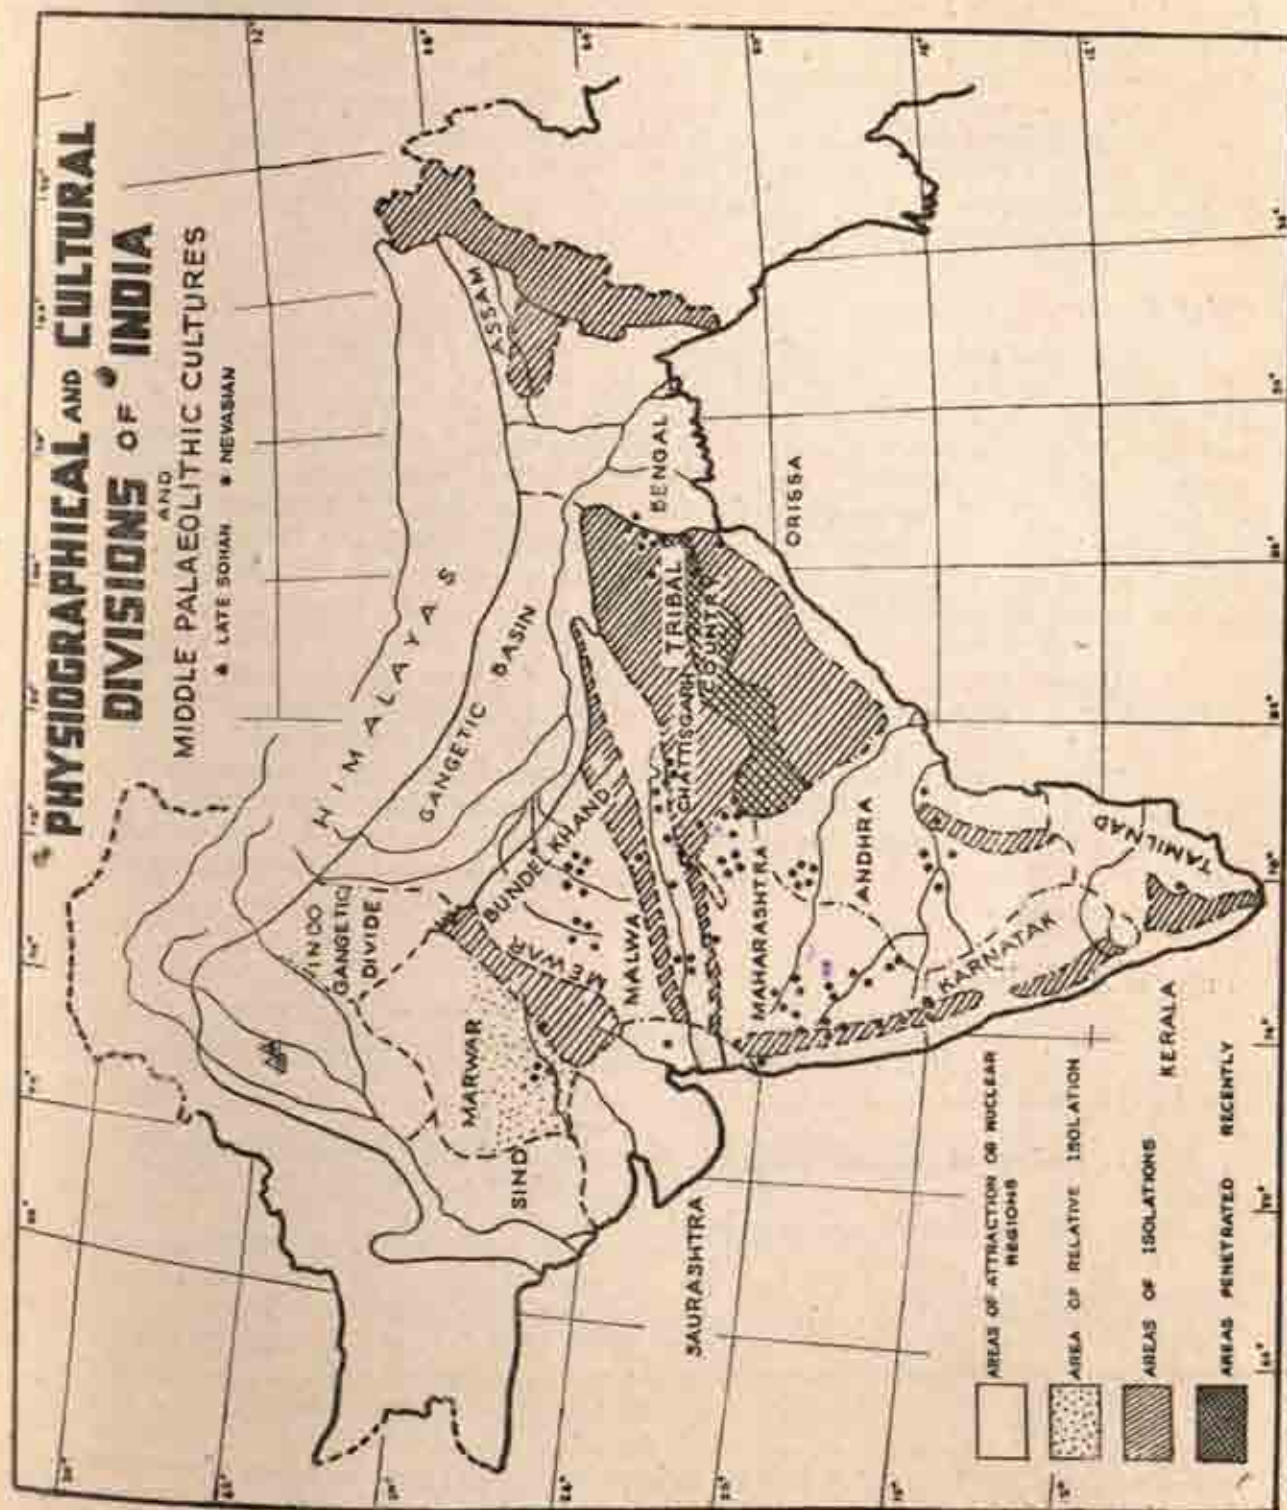 PHYSIOGRAPHICAL AND CULTURAL
DIVISIONS OF INDIA
AND
MIDDLE PALAEOLITHIC CULTURES
LATE SOHAN NEVASIAN
HIMALAYAS
INDO
GANGETIC
DIVIDE
GANGETIC BASIN
ASSAM
MARWAR
SIND
MEWAR
BUNDELKHAND
MALWA
BENGAL
TRIBAL
COUNTRY
CHATTISGARH
ORISSA
SAURASHTRA
MAHARASHTRA
ANDHRA
KARNATAK
TAMILNAD
KERALA
AREAS OF ATTRACTION OR NUCLEAR
REGIONS
AREA OF RELATIVE ISOLATION
AREAS OF ISOLATIONS
AREAS PENETRATED RECENTLY